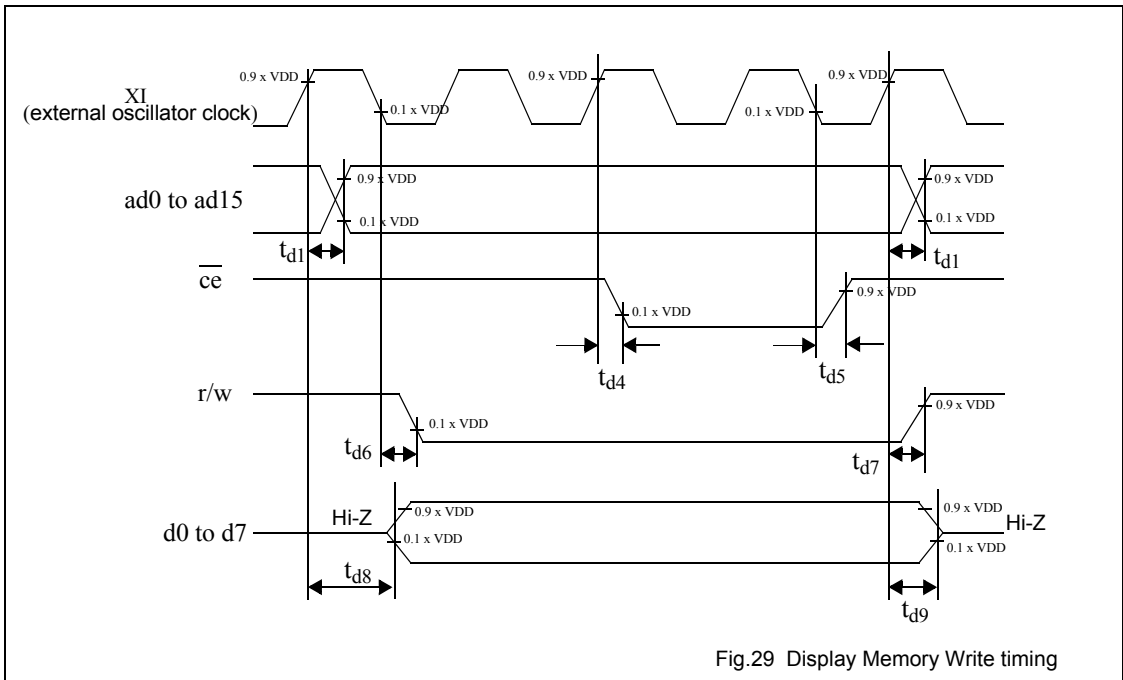 0.9 x VDD 0.9 x VDD 0.9 x VDD
XI
(external oscillator clock)
0.1 x VDD 0.1 x VDD
ad0 to ad15
0.9 x VDD 0.9 x VDD
0.1 x VDD 0.1 x VDD
td1 td1
ce
0.9 x VDD
0.1 x VDD
td4 td5
r/w
0.9 x VDD
0.1 x VDD
td6 td7
Hi-Z 0.9 x VDD 0.9 x VDD Hi-Z
d0 to d7
0.1 x VDD 0.1 x VDD
td8 td9
Fig.29 Display Memory Write timing